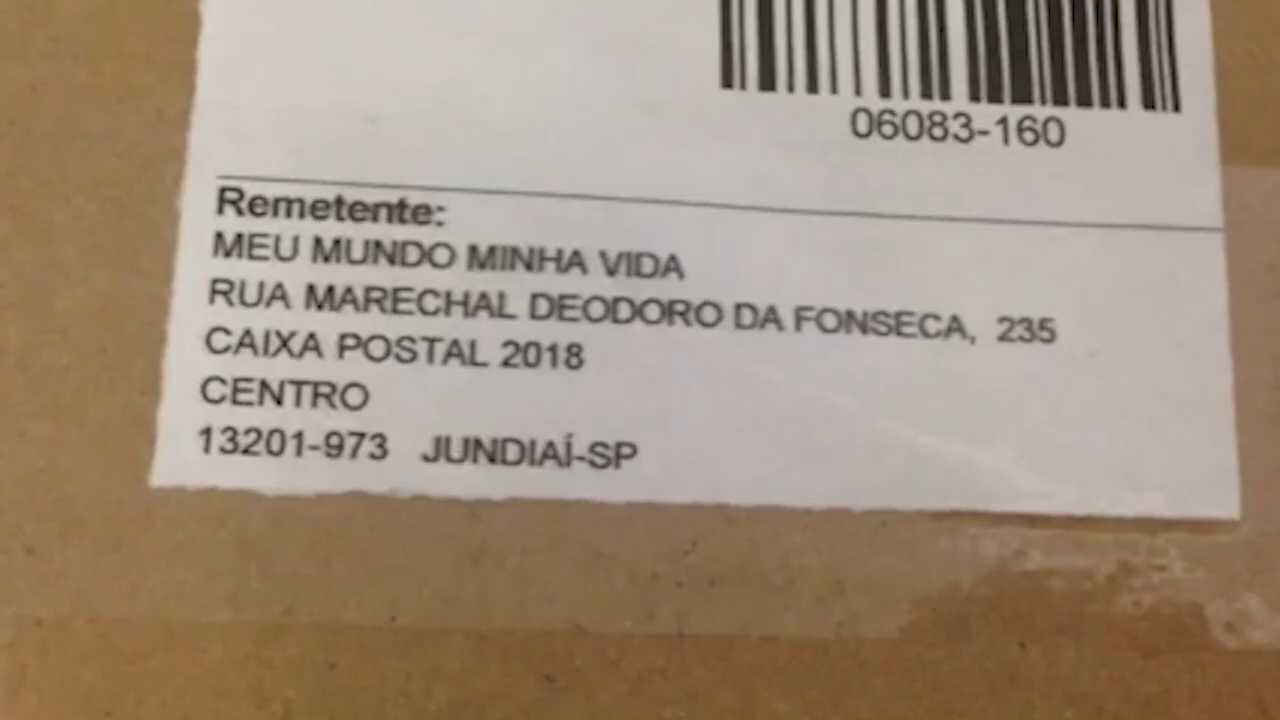 06083-160
Remetente:
MEU MUNDO MINHA VIDA
RUA MARECHAL DEODORO DA FONSECA, 235
CAIXA POSTAL 2018
CENTRO
13201-973 JUNDIAÍ-SP